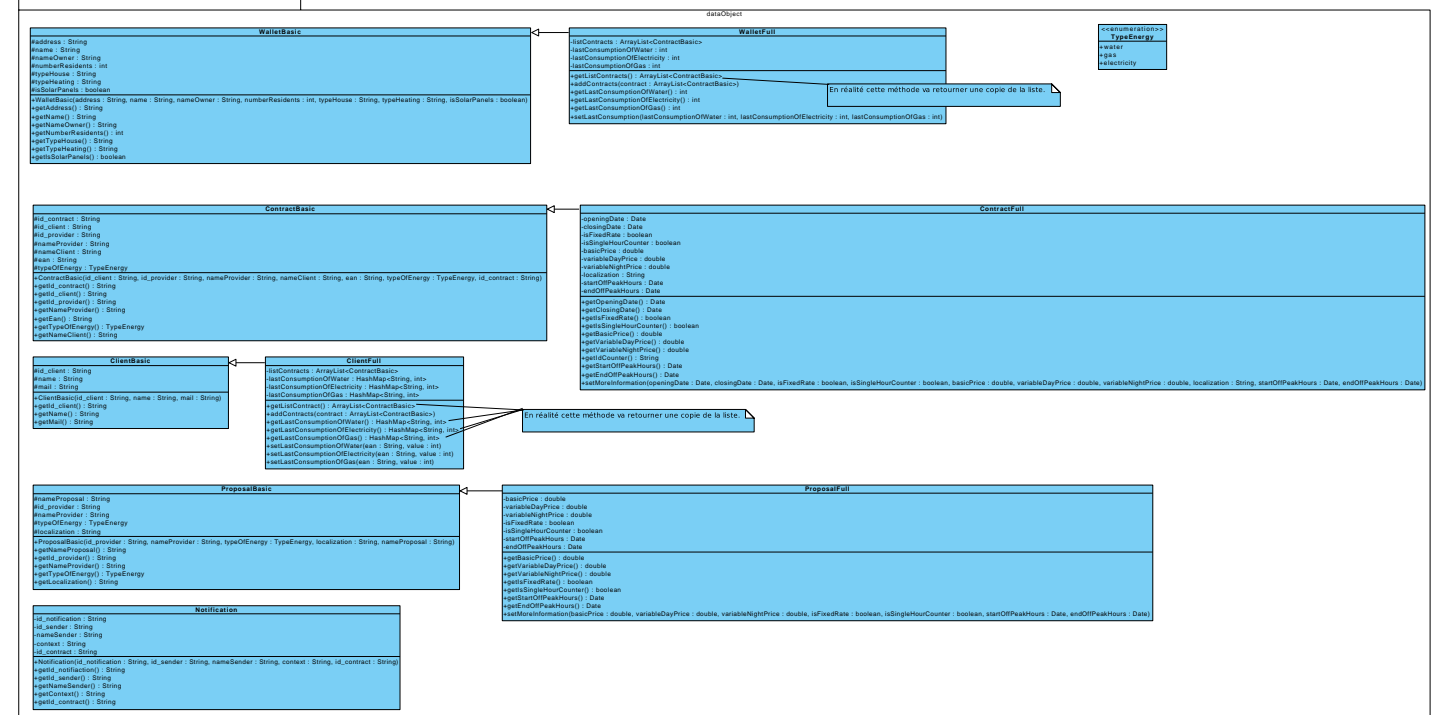 dataObject
WalletBasic
#address : String
#name : String
#nameOwner : String
#numberResidents : int
#typeHouse : String
#typeHeating : String
#isSolarPanels : boolean
+WalletBasic(address : String, name : String, nameOwner : String, numberResidents : int, typeHouse : String, typeHeating : String, isSolarPanels : boolean)
+getAddress() : String
+getName() : String
+getNameOwner() : String
+getNumberResidents() : int
+getTypeHouse() : String
+getTypeHeating() : String
+getIsSolarPanels() : boolean
WalletFull
-listContracts : ArrayList<ContractBasic>
-lastConsumptionOfWater : int
-lastConsumptionOfElectricity : int
-lastConsumptionOfGas : int
+getListContracts() : ArrayList<ContractBasic>
+addContracts(contract : ArrayList<ContractBasic>)
+getLastConsumptionOfWater() : int
+getLastConsumptionOfElectricity() : int
+getLastConsumptionOfGas() : int
+setLastConsumption(lastConsumptionOfWater : int, lastConsumptionOfElectricity : int, lastConsumptionOfGas : int)
En réalité cette méthode va retourner une copie de la liste.
<<enumeration>>
TypeEnergy
+water
+gas
+electricity
ContractBasic
#id_contract : String
#id_client : String
#id_provider : String
#nameProvider : String
#nameClient : String
#ean : String
#typeOfEnergy : TypeEnergy
+ContractBasic(id_client : String, id_provider : String, nameProvider : String, nameClient : String, ean : String, typeOfEnergy : TypeEnergy, id_contract : String)
+getId_contract() : String
+getId_client() : String
+getId_provider() : String
+getNameProvider() : String
+getEan() : String
+getTypeOfEnergy() : TypeEnergy
+getNameClient() : String
ContractFull
-openingDate : Date
-closingDate : Date
-isFixedRate : boolean
-isSingleHourCounter : boolean
-basicPrice : double
-variableDayPrice : double
-variableNightPrice : double
-localization : String
-startOffPeakHours : Date
-endOffPeakHours : Date
+getOpeningDate() : Date
+getClosingDate() : Date
+getIsFixedRate() : boolean
+getIsSingleHourCounter() : boolean
+getBasicPrice() : double
+getVariableDayPrice() : double
+getVariableNightPrice() : double
+getIdCounter() : String
+getStartOffPeakHours() : Date
+getEndOffPeakHours() : Date
+setMoreInformation(openingDate : Date, closingDate : Date, isFixedRate : boolean, isSingleHourCounter : boolean, basicPrice : double, variableDayPrice : double, variableNightPrice : double, localization : String, startOffPeakHours : Date, endOffPeakHours : Date)
ClientBasic
#id_client : String
#name : String
#mail : String
+ClientBasic(id_client : String, name : String, mail : String)
+getId_client() : String
+getName() : String
+getMail() : String
ClientFull
-listContracts : ArrayList<ContractBasic>
-lastConsumptionOfWater : HashMap<String, int>
-lastConsumptionOfElectricity : HashMap<String, int>
-lastConsumptionOfGas : HashMap<String, int>
+getListContract() : ArrayList<ContractBasic>
+addContracts(contract : ArrayList<ContractBasic>)
+getLastConsumptionOfWater() : HashMap<String, int>
+getLastConsumptionOfElectricity() : HashMap<String, int>
+getLastConsumptionOfGas() : HashMap<String, int>
+setLastConsumptionOfWater(ean : String, value : int)
+setLastConsumptionOfElectricity(ean : String, value : int)
+setLastConsumptionOfGas(ean : String, value : int)
En réalité cette méthode va retourner une copie de la liste.
ProposalBasic
#nameProposal : String
#id_provider : String
#nameProvider : String
#typeOfEnergy : TypeEnergy
#localization : String
+ProposalBasic(id_provider : String, nameProvider : String, typeOfEnergy : TypeEnergy, localization : String, nameProposal : String)
+getNameProposal() : String
+getId_provider() : String
+getNameProvider() : String
+getTypeOfEnergy() : TypeEnergy
+getLocalization() : String
ProposalFull
-basicPrice : double
-variableDayPrice : double
-variableNightPrice : double
-isFixedRate : boolean
-isSingleHourCounter : boolean
-startOffPeakHours : Date
-endOffPeakHours : Date
+getBasicPrice() : double
+getVariableDayPrice() : double
+getVariableNightPrice() : double
+getIsFixedRate() : boolean
+getIsSingleHourCounter() : boolean
+getStartOffPeakHours() : Date
+getEndOffPeakHours() : Date
+setMoreInformation(basicPrice : double, variableDayPrice : double, variableNightPrice : double, isFixedRate : boolean, isSingleHourCounter : boolean, startOffPeakHours : Date, endOffPeakHours : Date)
Notification
-id_notification : String
-id_sender : String
-nameSender : String
-context : String
-id_contract : String
+Notification(id_notification : String, id_sender : String, nameSender : String, context : String, id_contract : String)
+getId_notifiaction() : String
+getId_sender() : String
+getNameSender() : String
+getContext() : String
+getId_contract() : String